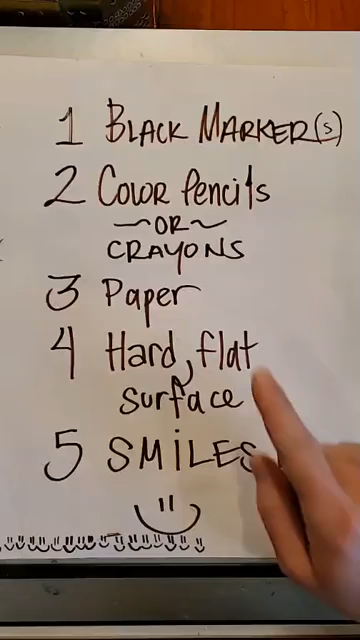 1 BLACK MARKER(s)
2 Color Pencils
~OR~
CRAYONS
3 Paper
4 Hard, flat
surface
5 SMiLES